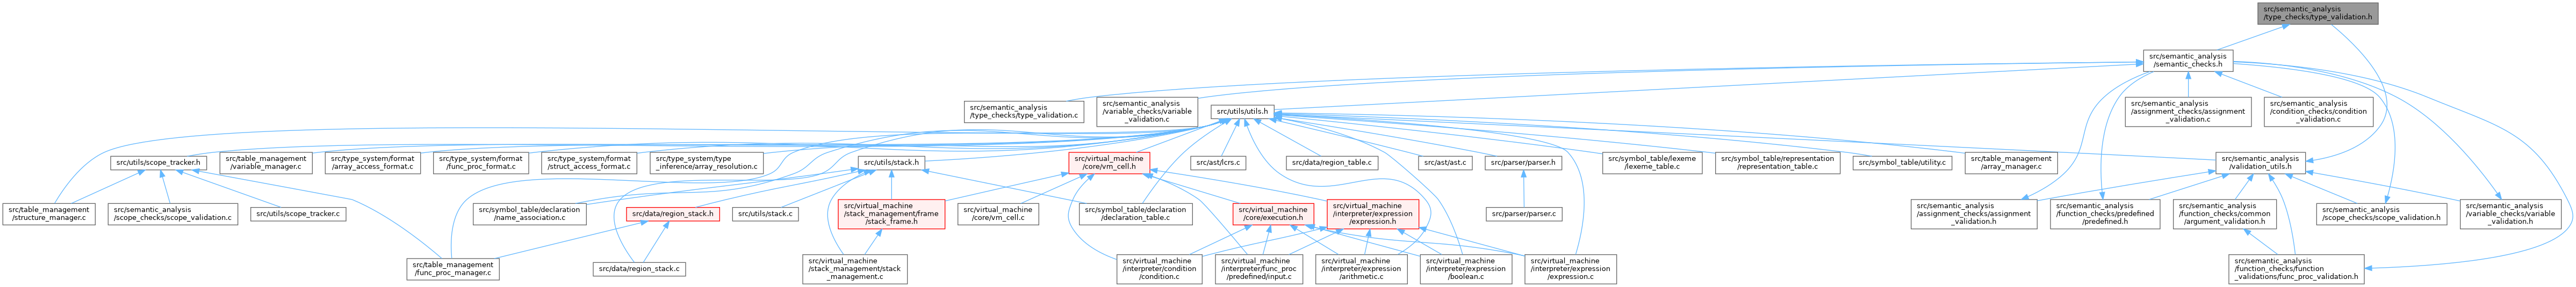 src/semantic_analysis
/type_checks/type_validation.h
src/semantic_analysis
/semantic_checks.h
src/semantic_analysis
/type_checks/type_validation.c
src/semantic_analysis
/variable_checks/variable
_validation.c
src/utils/utils.h
src/semantic_analysis
/assignment_checks/assignment
_validation.c
src/semantic_analysis
/condition_checks/condition
_validation.c
src/utils/scope_tracker.h
src/table_management
/variable_manager.c
src/type_system/format
/array_access_format.c
src/type_system/format
/func_proc_format.c
src/type_system/format
/struct_access_format.c
src/type_system/type
_inference/array_resolution.c
src/utils/stack.h
src/virtual_machine
/core/vm_cell.h
src/ast/lcrs.c
src/data/region_table.c
src/ast/ast.c
src/parser/parser.h
src/symbol_table/lexeme
/lexeme_table.c
src/symbol_table/representation
/representation_table.c
src/symbol_table/utility.c
src/table_management
/array_manager.c
src/semantic_analysis
/validation_utils.h
src/table_management
/structure_manager.c
src/semantic_analysis
/scope_checks/scope_validation.c
src/utils/scope_tracker.c
src/symbol_table/declaration
/name_association.c
src/data/region_stack.h
src/utils/stack.c
src/virtual_machine
/stack_management/frame
/stack_frame.h
src/virtual_machine
/core/vm_cell.c
src/symbol_table/declaration
/declaration_table.c
src/virtual_machine
/core/execution.h
src/virtual_machine
/interpreter/expression
/expression.h
src/parser/parser.c
src/semantic_analysis
/assignment_checks/assignment
_validation.h
src/semantic_analysis
/function_checks/predefined
/predefined.h
src/semantic_analysis
/function_checks/common
/argument_validation.h
src/semantic_analysis
/scope_checks/scope_validation.h
src/semantic_analysis
/variable_checks/variable
_validation.h
src/table_management
/func_proc_manager.c
src/data/region_stack.c
src/virtual_machine
/stack_management/stack
_management.c
src/virtual_machine
/interpreter/condition
/condition.c
src/virtual_machine
/interpreter/func_proc
/predefined/input.c
src/virtual_machine
/interpreter/expression
/arithmetic.c
src/virtual_machine
/interpreter/expression
/boolean.c
src/virtual_machine
/interpreter/expression
/expression.c
src/semantic_analysis
/function_checks/function
_validations/func_proc_validation.h